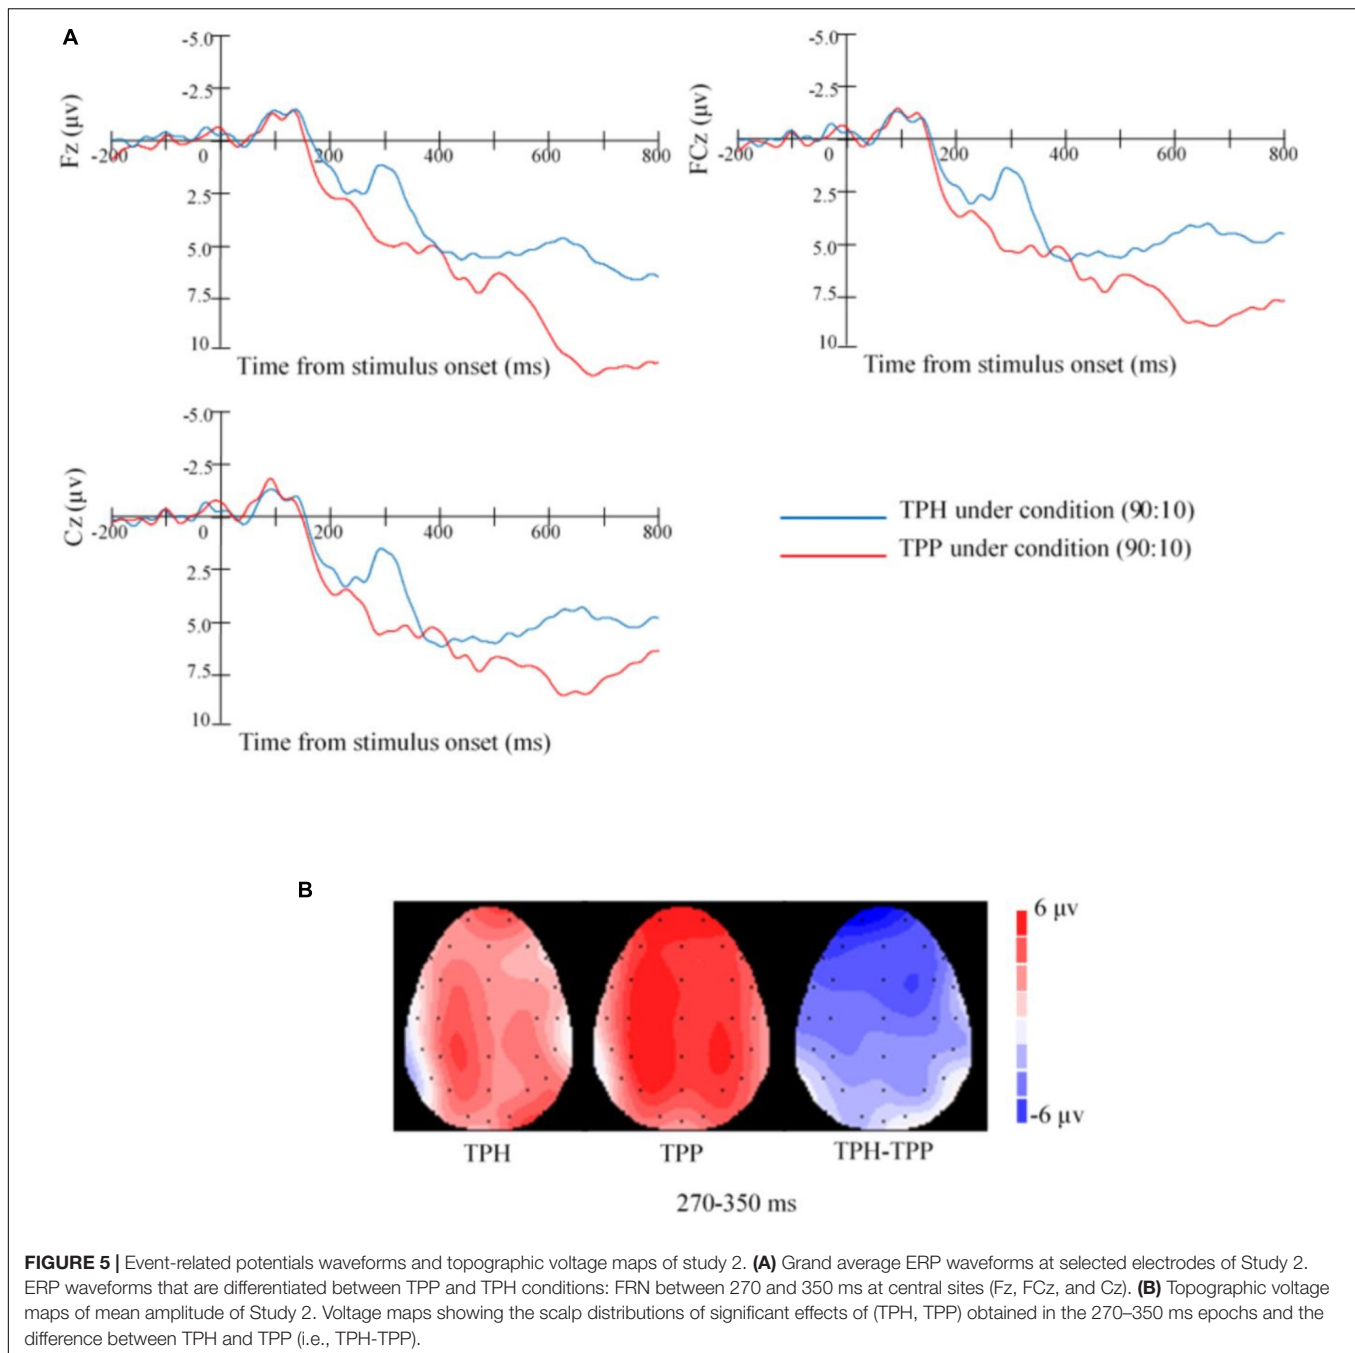 A
-5.0
-2.5
0
2.5
5.0
7.5
10
Fz (μv)
-200 200 400 600 800
Time from stimulus onset (ms)
-5.0
-2.5
0
2.5
5.0
7.5
10
FCz (μv)
-200 200 400 600 800
Time from stimulus onset (ms)
-5.0
-2.5
0
2.5
5.0
7.5
10
Cz (μv)
-200 200 400 600 800
Time from stimulus onset (ms)
TPH under condition (90:10)
TPP under condition (90:10)
B
6 μv
-6 μv
TPH TPP TPH-TPP
270-350 ms
FIGURE 5 | Event-related potentials waveforms and topographic voltage maps of study 2. (A) Grand average ERP waveforms at selected electrodes of Study 2.
ERP waveforms that are differentiated between TPP and TPH conditions: FRN between 270 and 350 ms at central sites (Fz, FCz, and Cz). (B) Topographic voltage
maps of mean amplitude of Study 2. Voltage maps showing the scalp distributions of significant effects of (TPH, TPP) obtained in the 270–350 ms epochs and the
difference between TPH and TPP (i.e., TPH-TPP).